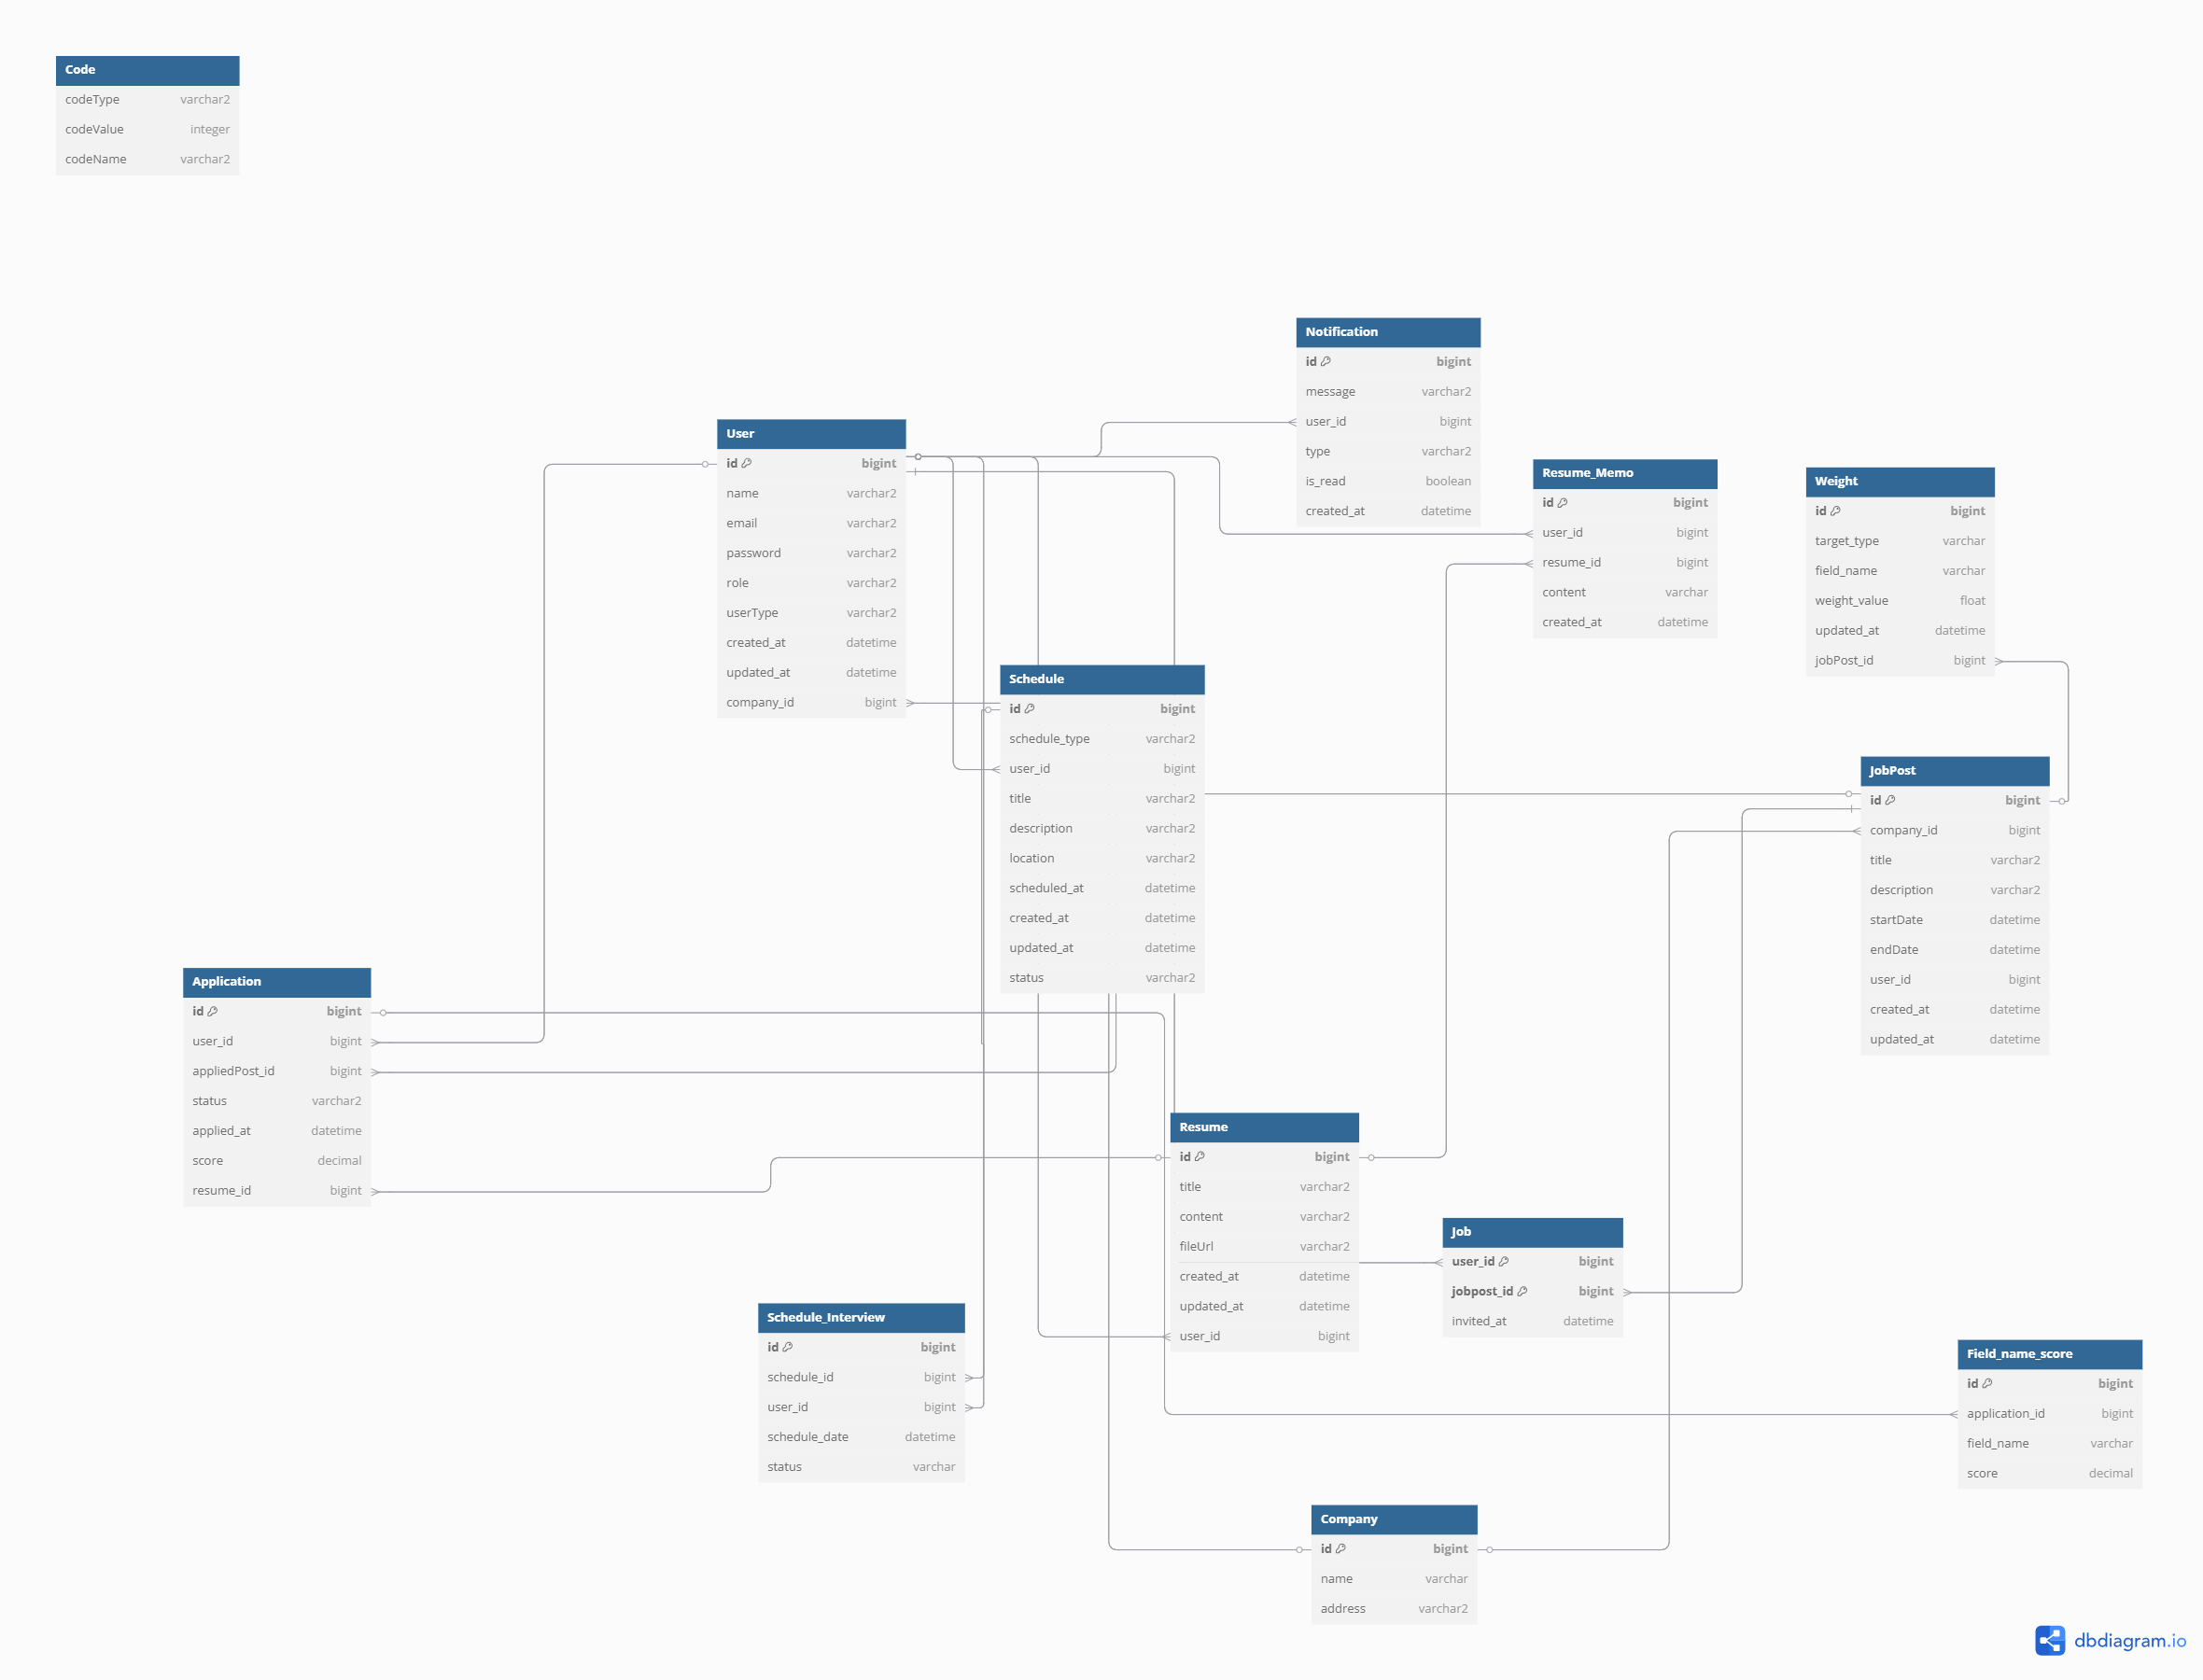 Code
codeType varchar2
codeValue integer
codeName varchar2
Notification
id bigint
message varchar2
user_id bigint
type varchar2
is_read boolean
created_at datetime
User
id bigint
name varchar2
email varchar2
password varchar2
role varchar2
userType varchar2
created_at datetime
updated_at datetime
company_id bigint
Resume_Memo
id bigint
user_id bigint
resume_id bigint
content varchar
created_at datetime
Weight
id bigint
target_type varchar
field_name varchar
weight_value float
updated_at datetime
jobPost_id bigint
Schedule
id bigint
schedule_type varchar2
user_id bigint
title varchar2
description varchar2
location varchar2
scheduled_at datetime
created_at datetime
updated_at datetime
status varchar2
JobPost
id bigint
company_id bigint
title varchar2
description varchar2
startDate datetime
endDate datetime
user_id bigint
created_at datetime
updated_at datetime
Application
id bigint
user_id bigint
appliedPost_id bigint
status varchar2
applied_at datetime
score decimal
resume_id bigint
Resume
id bigint
title varchar2
content varchar2
fileUrl varchar2
created_at datetime
updated_at datetime
user_id bigint
Job
user_id bigint
jobpost_id bigint
invited_at datetime
Schedule_Interview
id bigint
schedule_id bigint
user_id bigint
schedule_date datetime
status varchar
Field_name_score
id bigint
application_id bigint
field_name varchar
score decimal
Company
id bigint
name varchar
address varchar2
dbdiagram.io